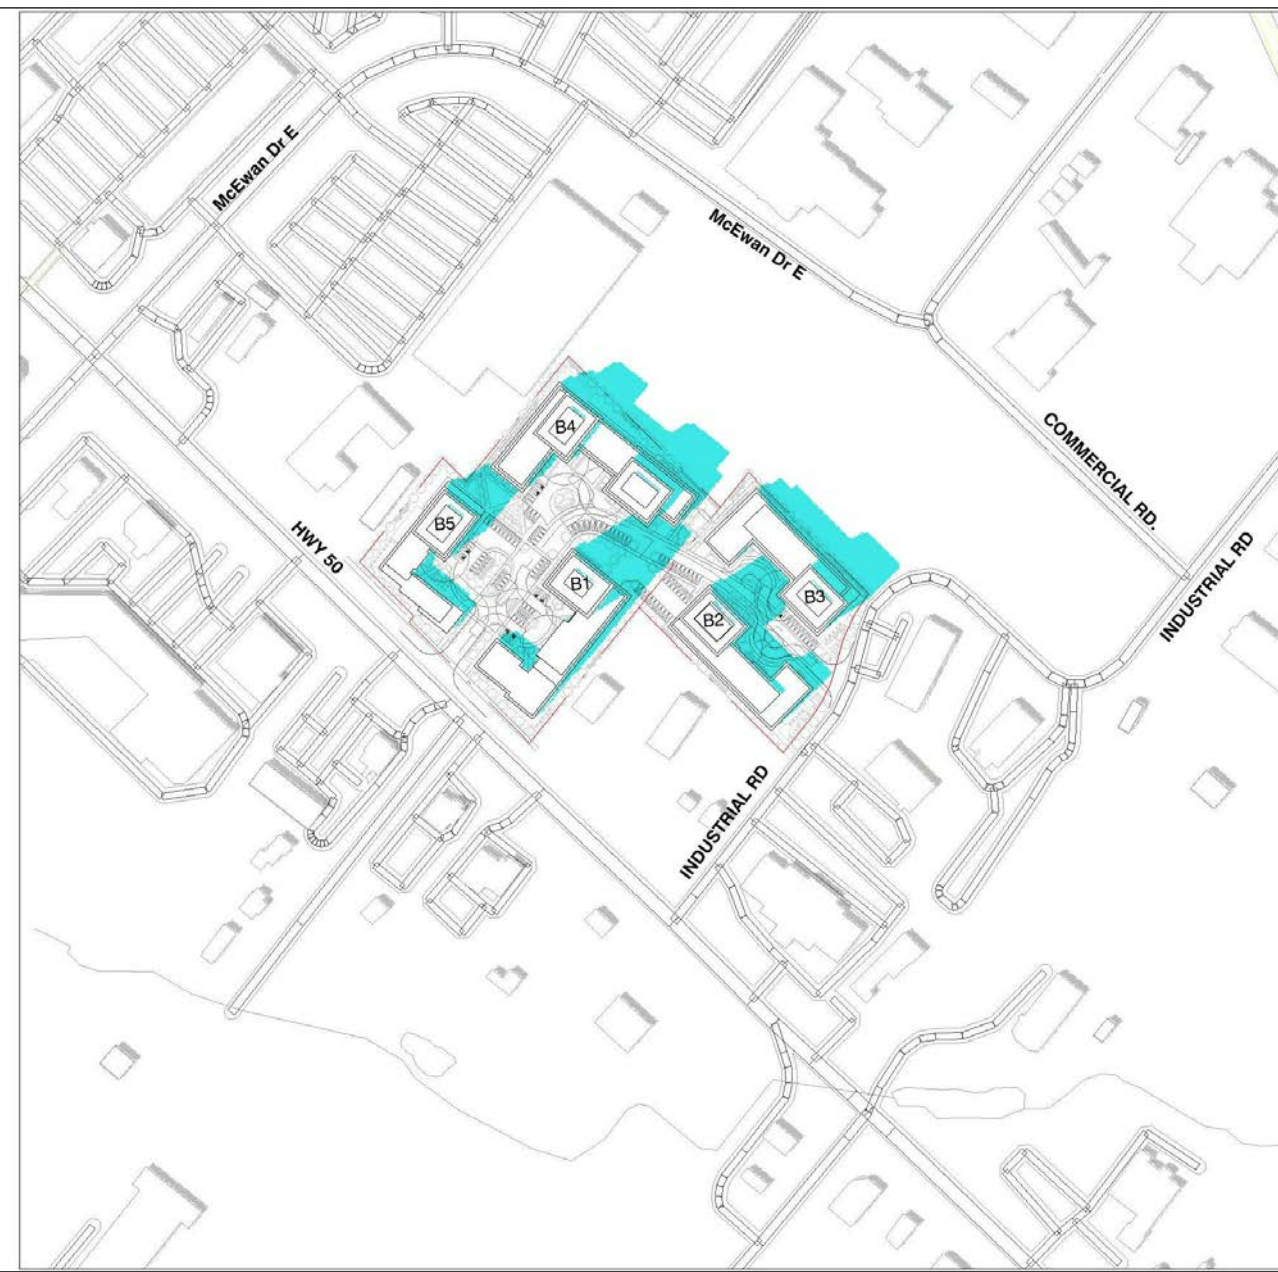 McEwan Dr E
McEwan Dr E
B4
COMMERCIAL RD.
B5
HWY 50
B1
B3
B2
INDUSTRIAL RD
INDUSTRIAL RD